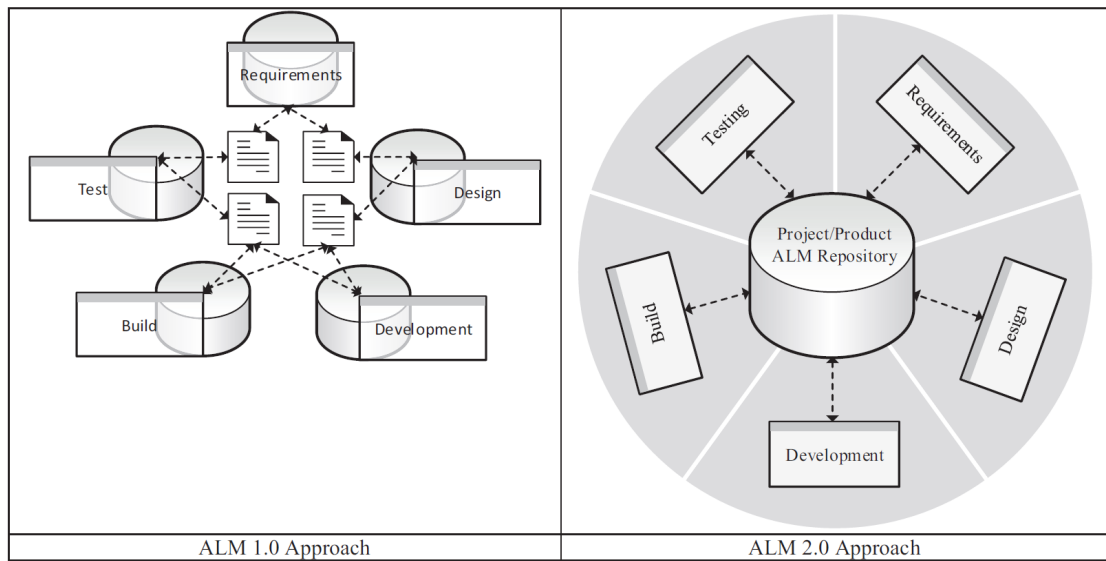 Requirements
Test
Design
Build
Development
ALM 1.0 Approach
Testing
Requirements
Project/Product
ALM Repository
Build
Design
Development
ALM 2.0 Approach